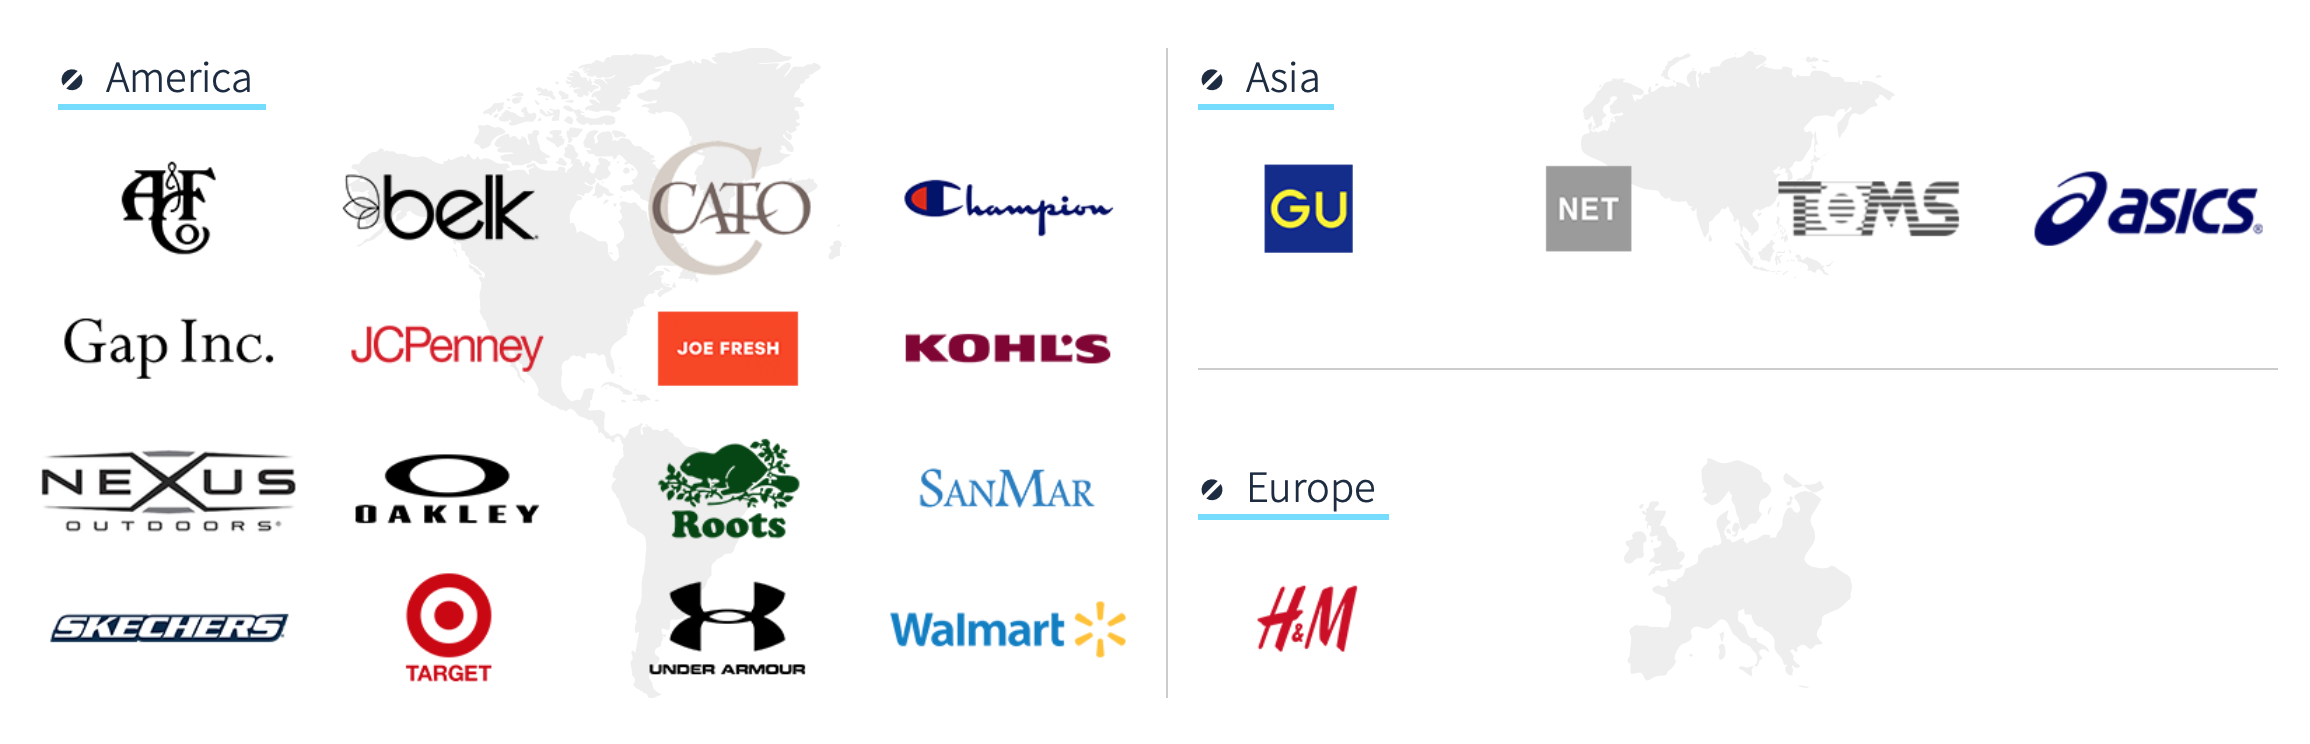 America
A&F Co
belk
CATO
Champion
Gap Inc.
JCPenney
JOE FRESH
KOHL'S
NEXUS
OUTDOORS®
OAKLEY
Roots
SANMAR
SKECHERS
TARGET
UNDER ARMOUR
Walmart
Asia
GU
NET
TOMS
asics®
Europe
H&M